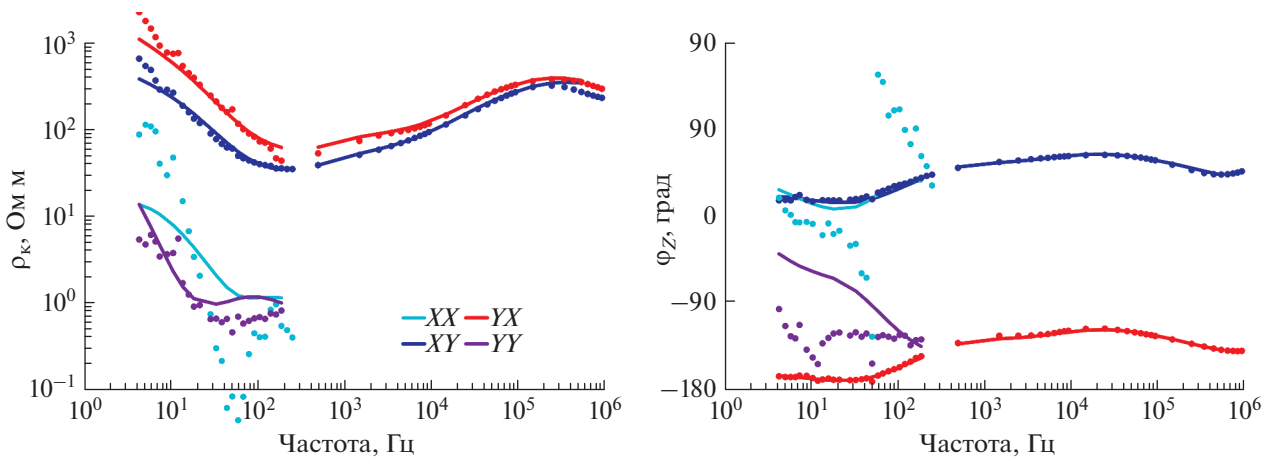 10³
10²
10¹
10⁰
10⁻¹
ρк, Ом м
XX YX
XY YY
10⁰ 10¹ 10² 10³ 10⁴ 10⁵ 10⁶
Частота, Гц
90
90
0
−90
−180
φZ, град
10⁰ 10¹ 10² 10³ 10⁴ 10⁵ 10⁶
Частота, Гц